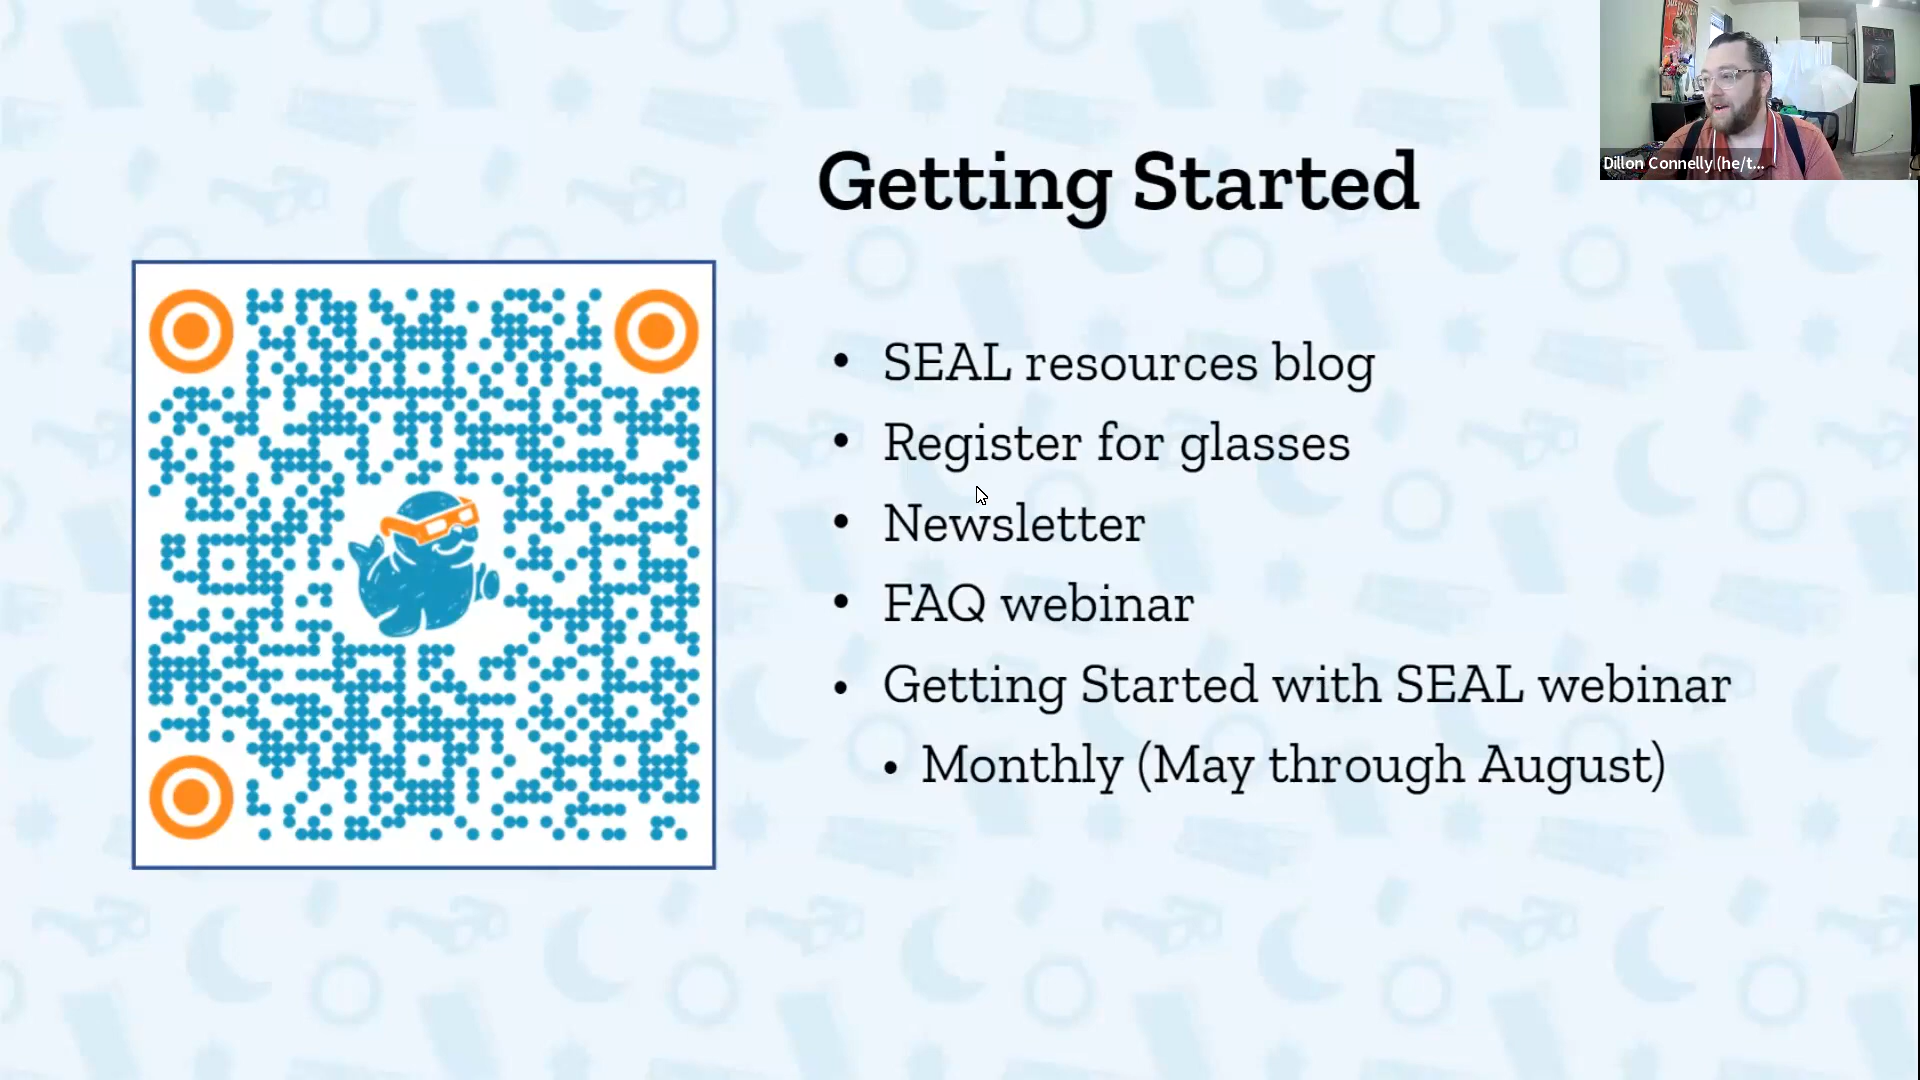 Dillon Connelly (he/t...
Getting Started
• SEAL resources blog
• Register for glasses
• Newsletter
• FAQ webinar
• Getting Started with SEAL webinar
• Monthly (May through August)